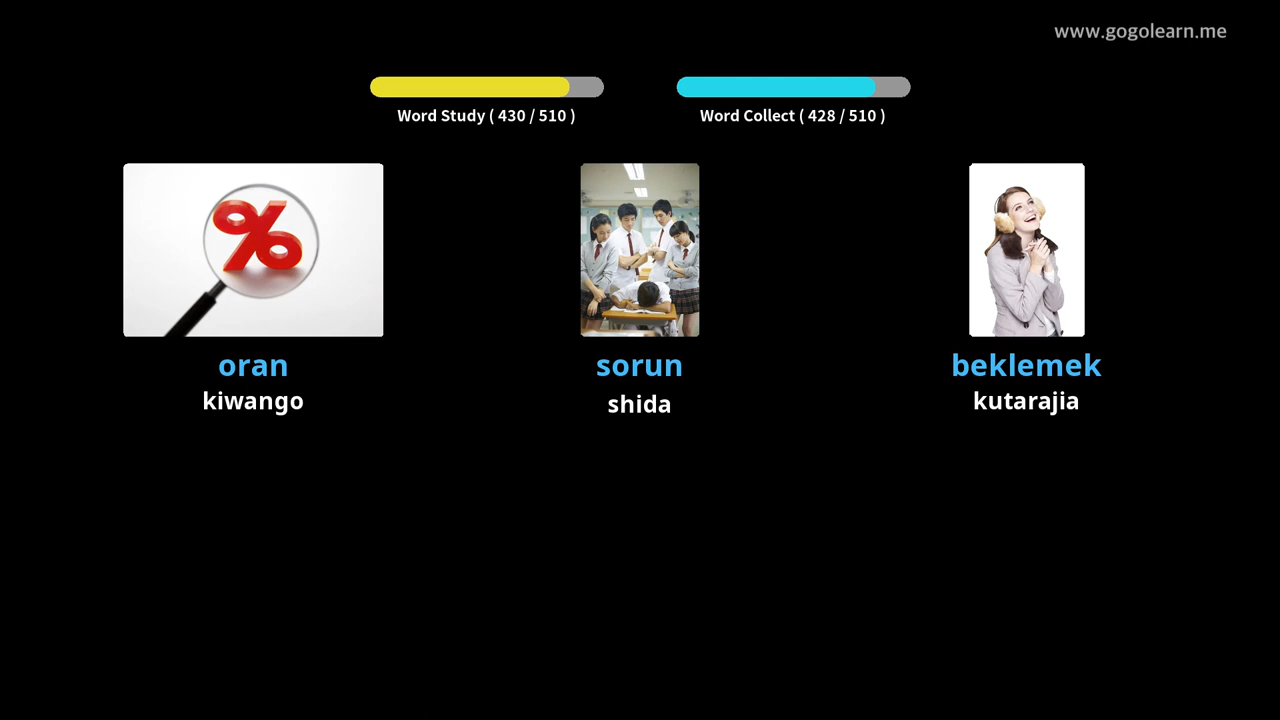 www.gogolearn.me
Word Study ( 430 / 510 )
Word Collect ( 428 / 510 )
%
oran
sorun
beklemek
kiwango
shida
kutarajia